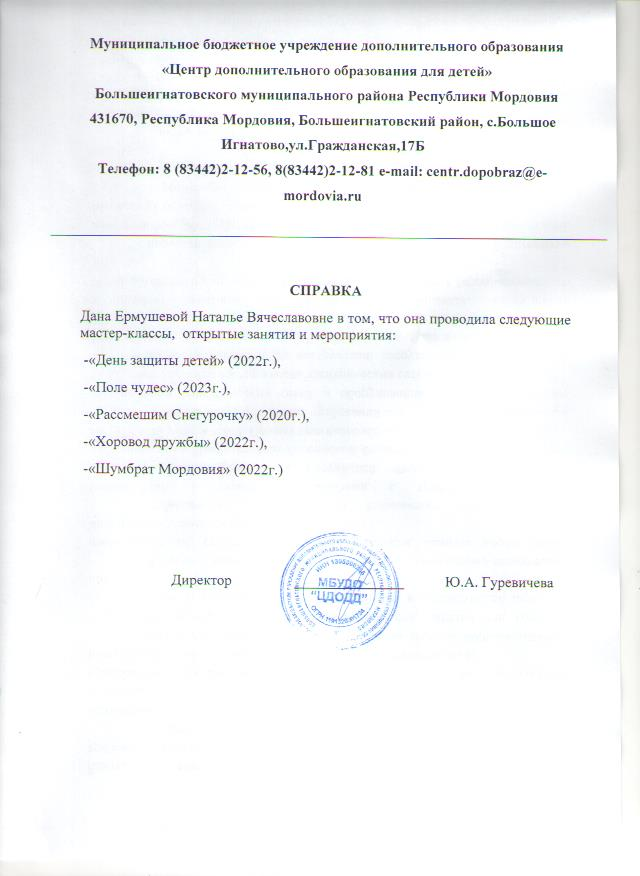 Муниципальное бюджетное учреждение дополнительного образования
«Центр дополнительного образования для детей»
Большеигнатовского муниципального района Республики Мордовия
431670, Республика Мордовия, Большеигнатовский район, с.Большое
Игнатово,ул.Гражданская,17Б
Телефон: 8 (83442)2-12-56, 8(83442)2-12-81 e-mail: centr.dopobraz@e-
mordovia.ru
СПРАВКА
Дана Ермушевой Наталье Вячеславовне в том, что она проводила следующие
мастер-классы, открытые занятия и мероприятия:
-«День защиты детей» (2022г.),
-«Поле чудес» (2023г.),
-«Рассмешим Снегурочку» (2020г.),
-«Хоровод дружбы» (2022г.),
-«Шумбрат Мордовия» (2022г.)
Директор
МБУДО
“ЦДОДД”
Ю.А. Гуревичева